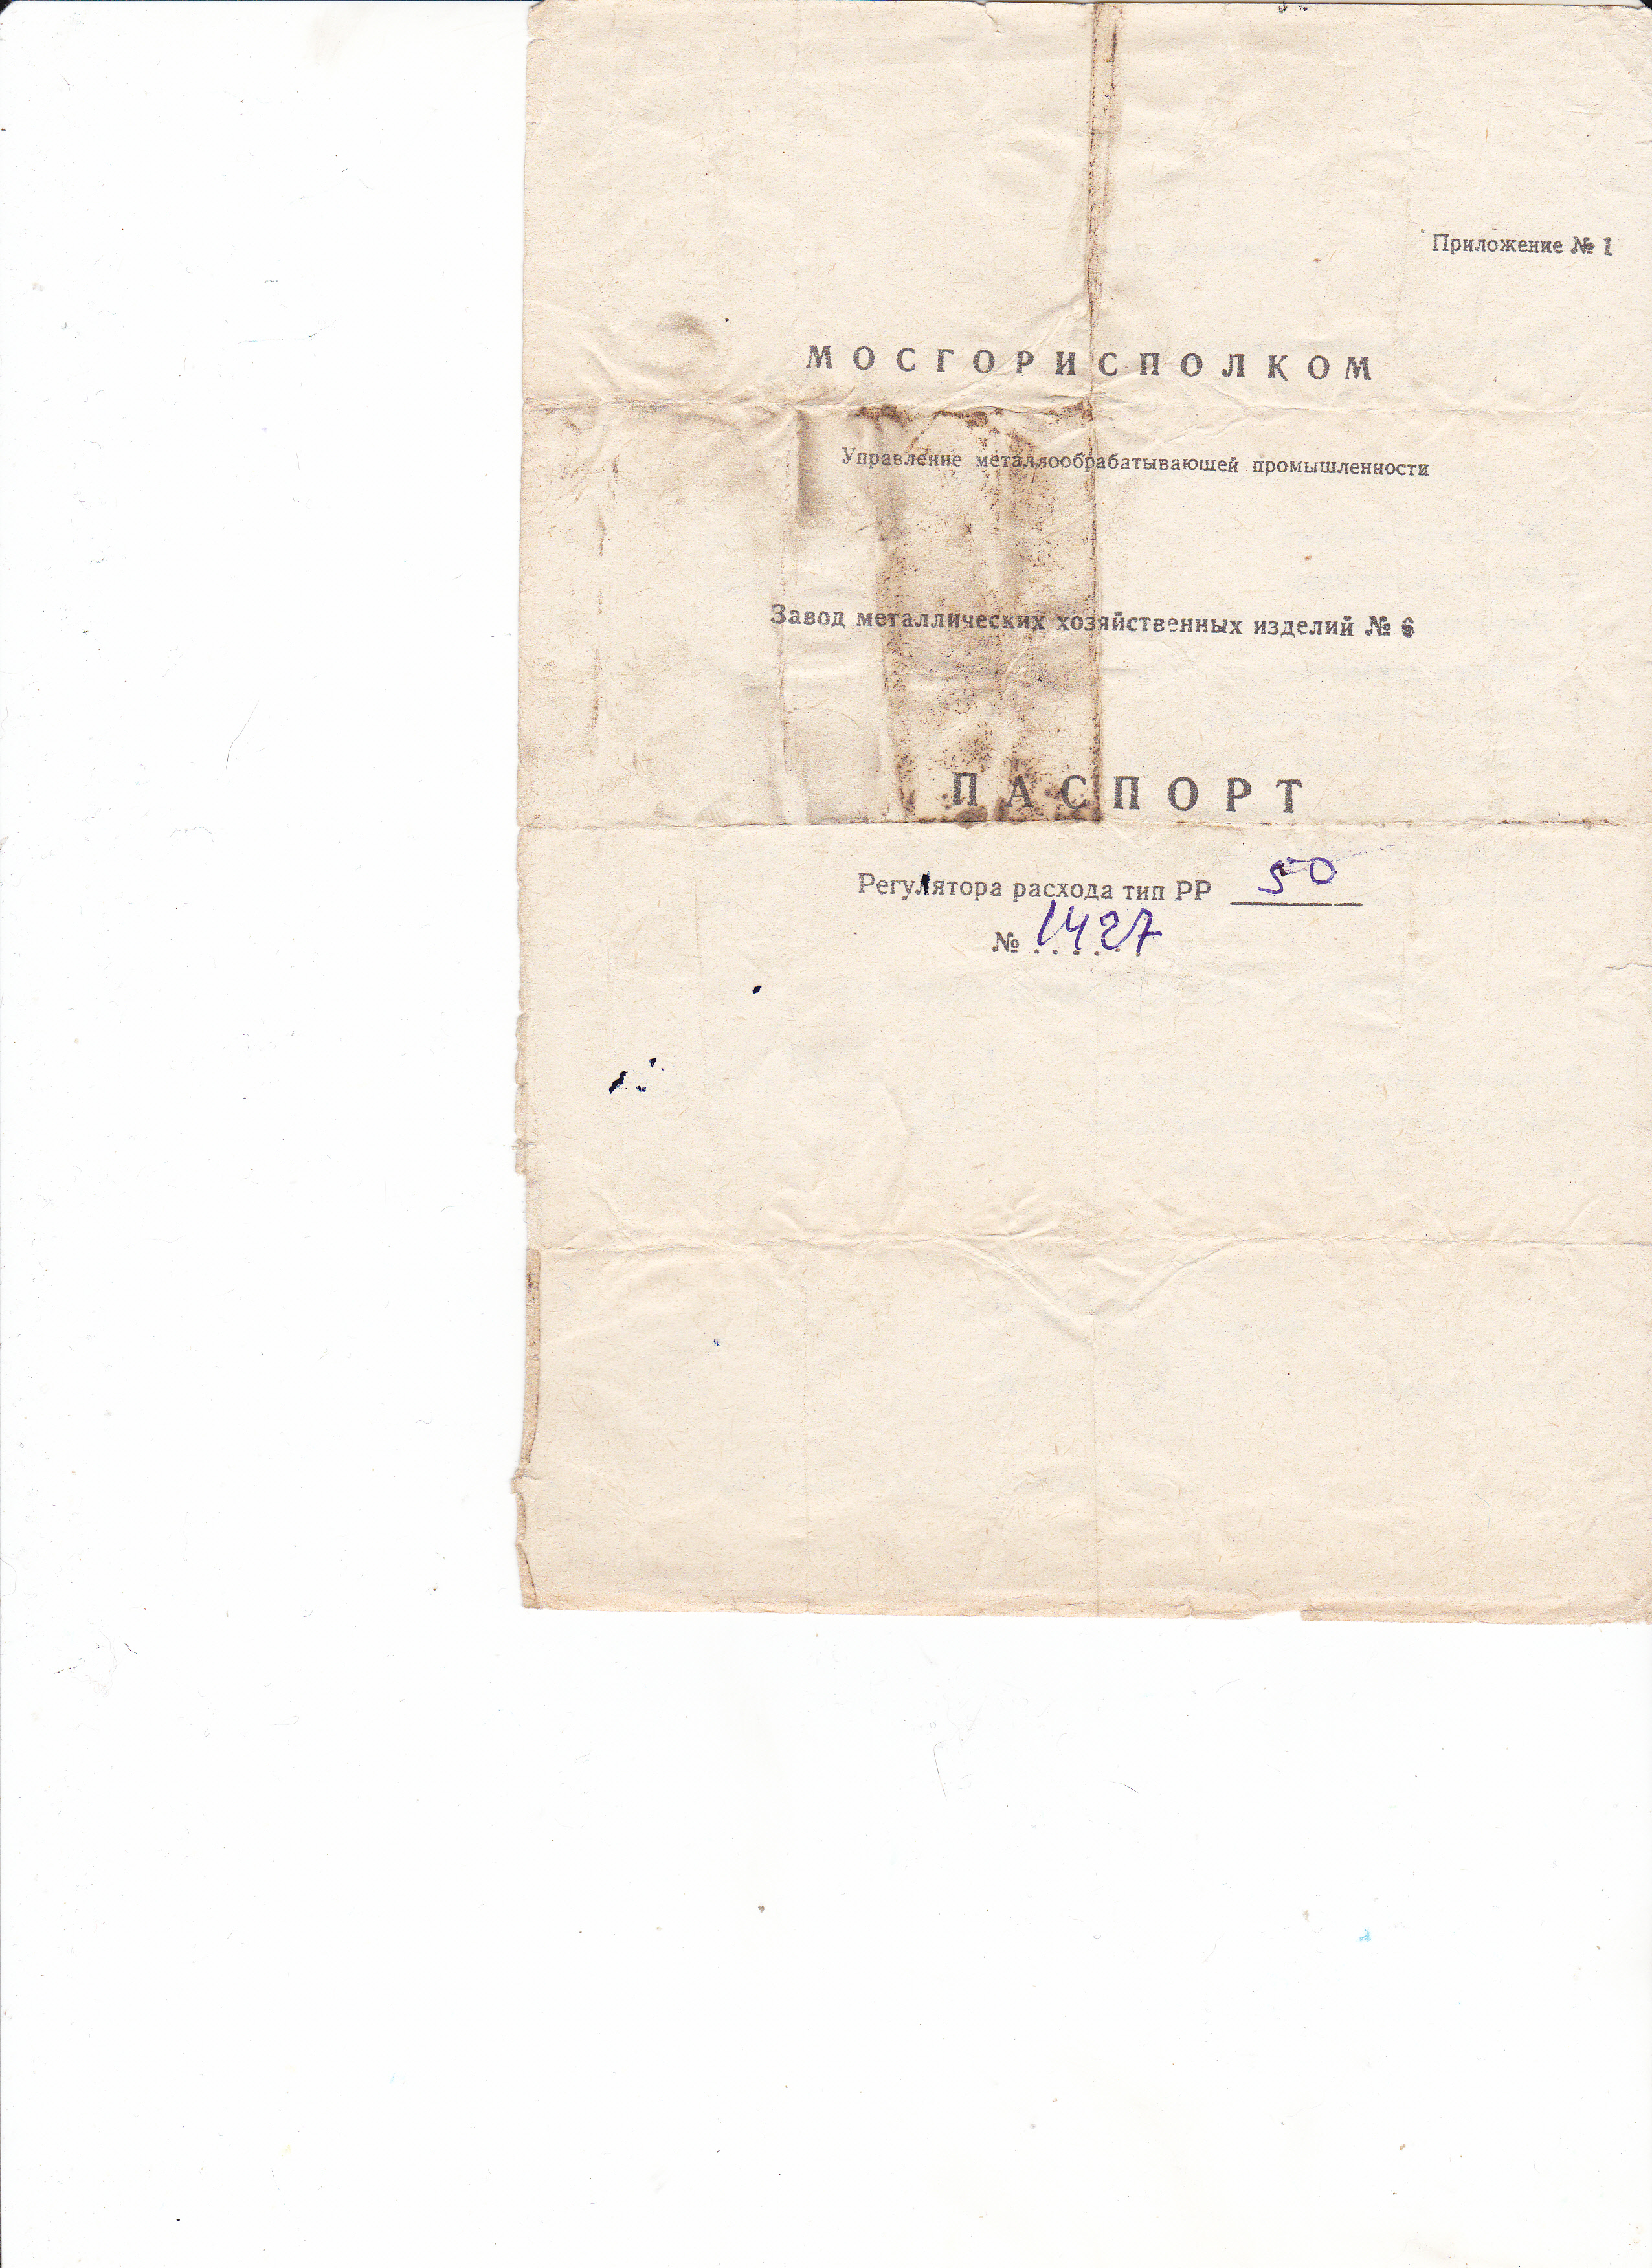 Приложение № 1
МОСГОРИСПОЛКОМ
Управление металлообрабатывающей промышленности
Завод металлических хозяйственных изделий № 6
ПАСПОРТ
Регулятора расхода тип РР 50
№ 1427